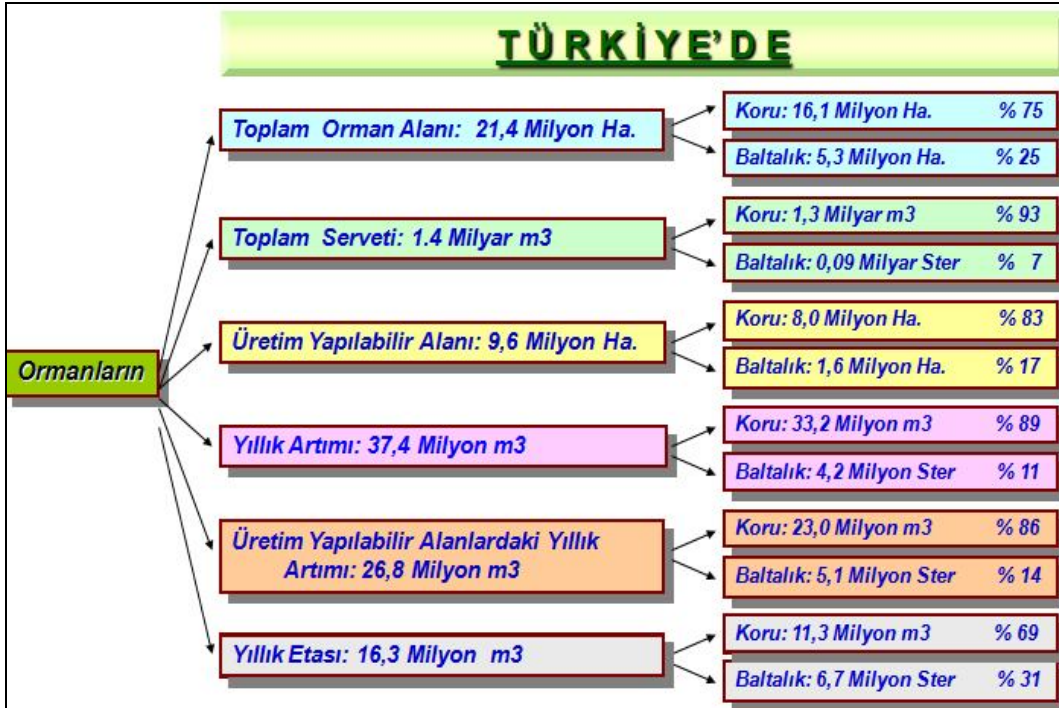 TÜRKİYE'DE
Ormanların
Toplam Orman Alanı: 21,4 Milyon Ha.
Koru: 16,1 Milyon Ha. % 75
Baltalık: 5,3 Milyon Ha. % 25
Toplam Serveti: 1.4 Milyar m3
Koru: 1,3 Milyar m3 % 93
Baltalık: 0,09 Milyar Ster % 7
Üretim Yapılabilir Alanı: 9,6 Milyon Ha.
Koru: 8,0 Milyon Ha. % 83
Baltalık: 1,6 Milyon Ha. % 17
Yıllık Artımı: 37,4 Milyon m3
Koru: 33,2 Milyon m3 % 89
Baltalık: 4,2 Milyon Ster % 11
Üretim Yapılabilir Alanlardaki Yıllık
Artımı: 26,8 Milyon m3
Koru: 23,0 Milyon m3 % 86
Baltalık: 5,1 Milyon Ster % 14
Yıllık Etası: 16,3 Milyon m3
Koru: 11,3 Milyon m3 % 69
Baltalık: 6,7 Milyon Ster % 31